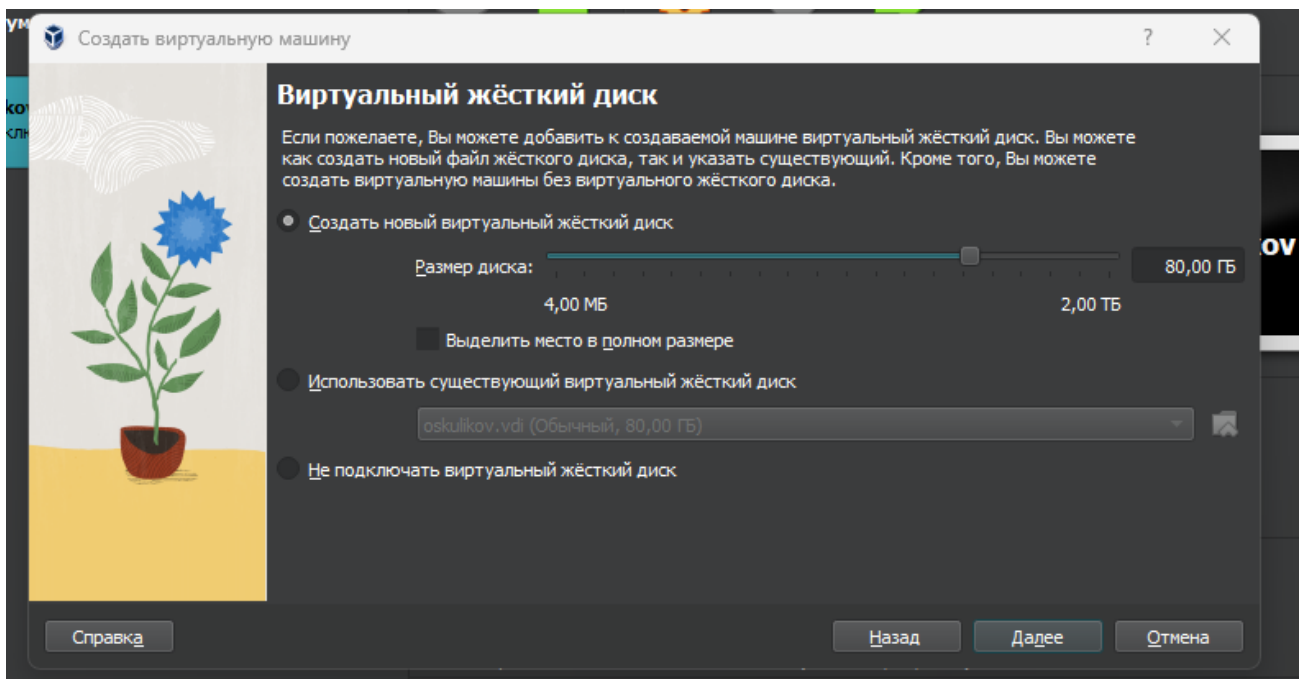 ум
Создать виртуальную машину
?
Виртуальный жёсткий диск
Если пожелаете, Вы можете добавить к создаваемой машине виртуальный жёсткий диск. Вы можете
как создать новый файл жёсткого диска, так и указать существующий. Кроме того, Вы можете
создать виртуальную машины без виртуального жёсткого диска.
Создать новый виртуальный жёсткий диск
Размер диска:
80,00 ГБ
4,00 МБ
2,00 ТБ
Выделить место в полном размере
Использовать существующий виртуальный жёсткий диск
oskulikov.vdi (Обычный, 80,00 ГБ)
Не подключать виртуальный жёсткий диск
Справка
Назад
Далее
Отмена
kov
клю
ov